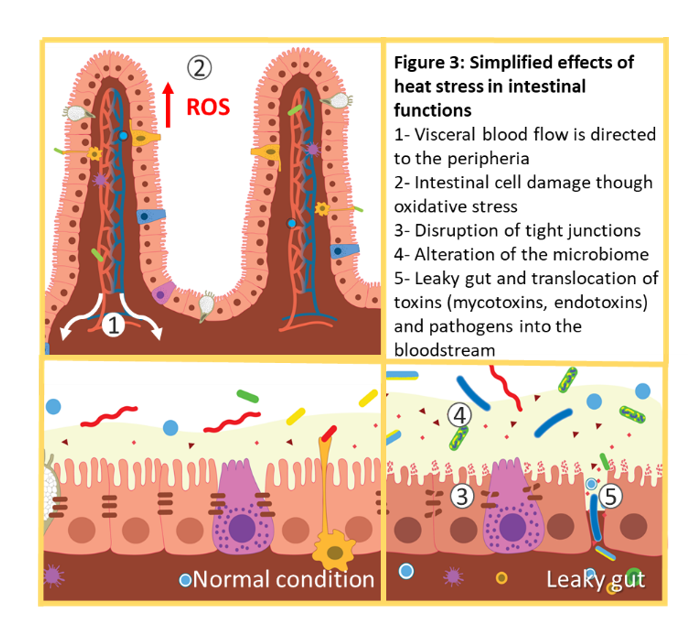 ②
ROS
①
Figure 3: Simplified effects of
heat stress in intestinal
functions
1- Visceral blood flow is directed
to the peripheria
2- Intestinal cell damage though
oxidative stress
3- Disruption of tight junctions
4- Alteration of the microbiome
5- Leaky gut and translocation of
toxins (mycotoxins, endotoxins)
and pathogens into the
bloodstream
Normal condition
④
③
⑤
Leaky gut